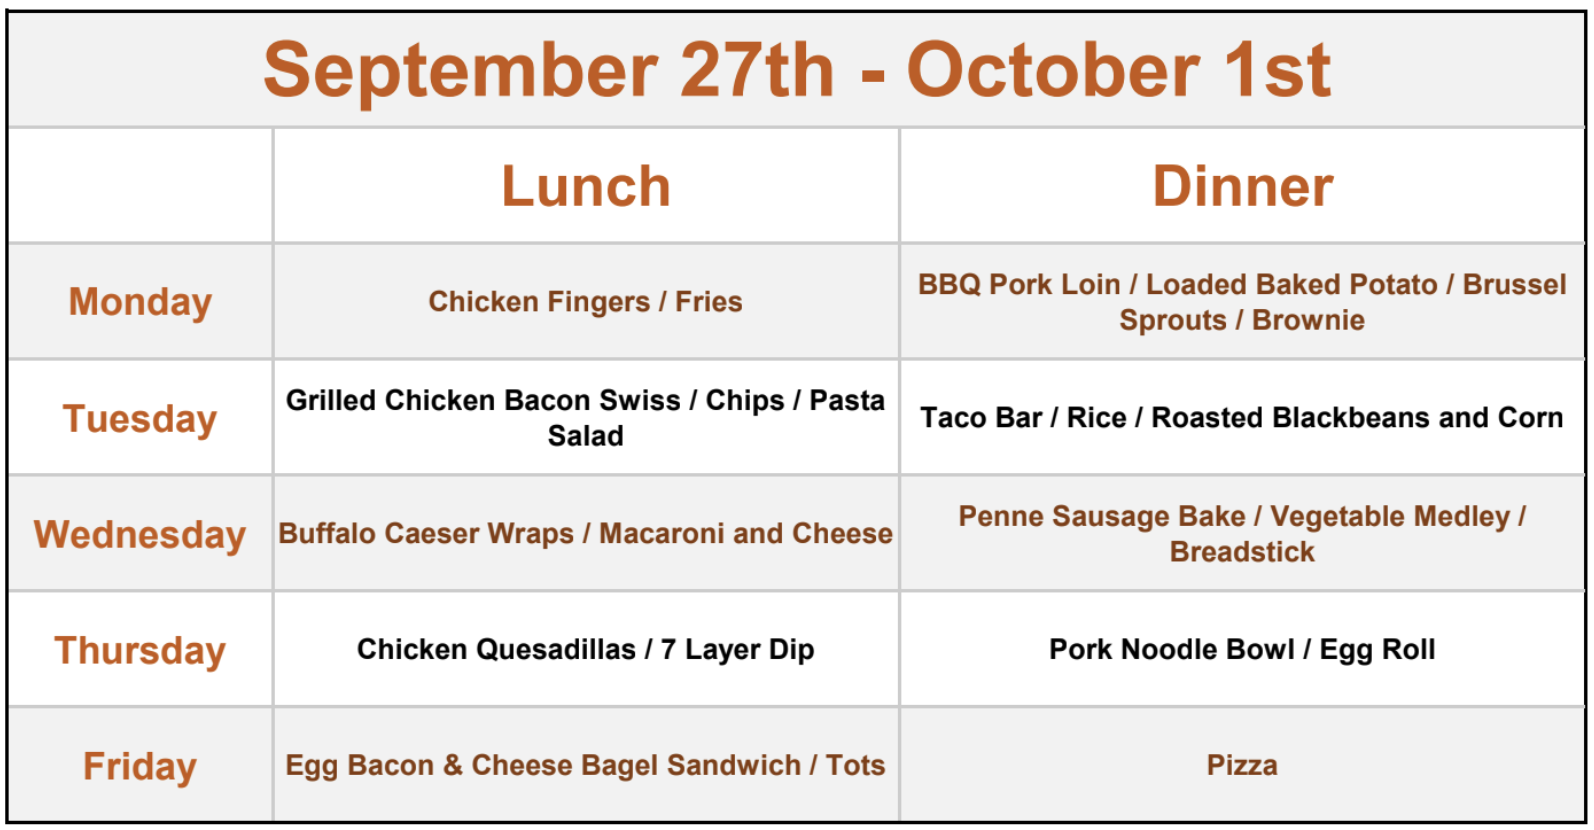 September 27th - October 1st
Lunch
Dinner
Monday
Chicken Fingers / Fries
BBQ Pork Loin / Loaded Baked Potato / Brussel
Sprouts / Brownie
Tuesday
Grilled Chicken Bacon Swiss / Chips / Pasta
Salad
Taco Bar / Rice / Roasted Blackbeans and Corn
Wednesday
Buffalo Caeser Wraps / Macaroni and Cheese
Penne Sausage Bake / Vegetable Medley /
Breadstick
Thursday
Chicken Quesadillas / 7 Layer Dip
Pork Noodle Bowl / Egg Roll
Friday
Egg Bacon & Cheese Bagel Sandwich / Tots
Pizza